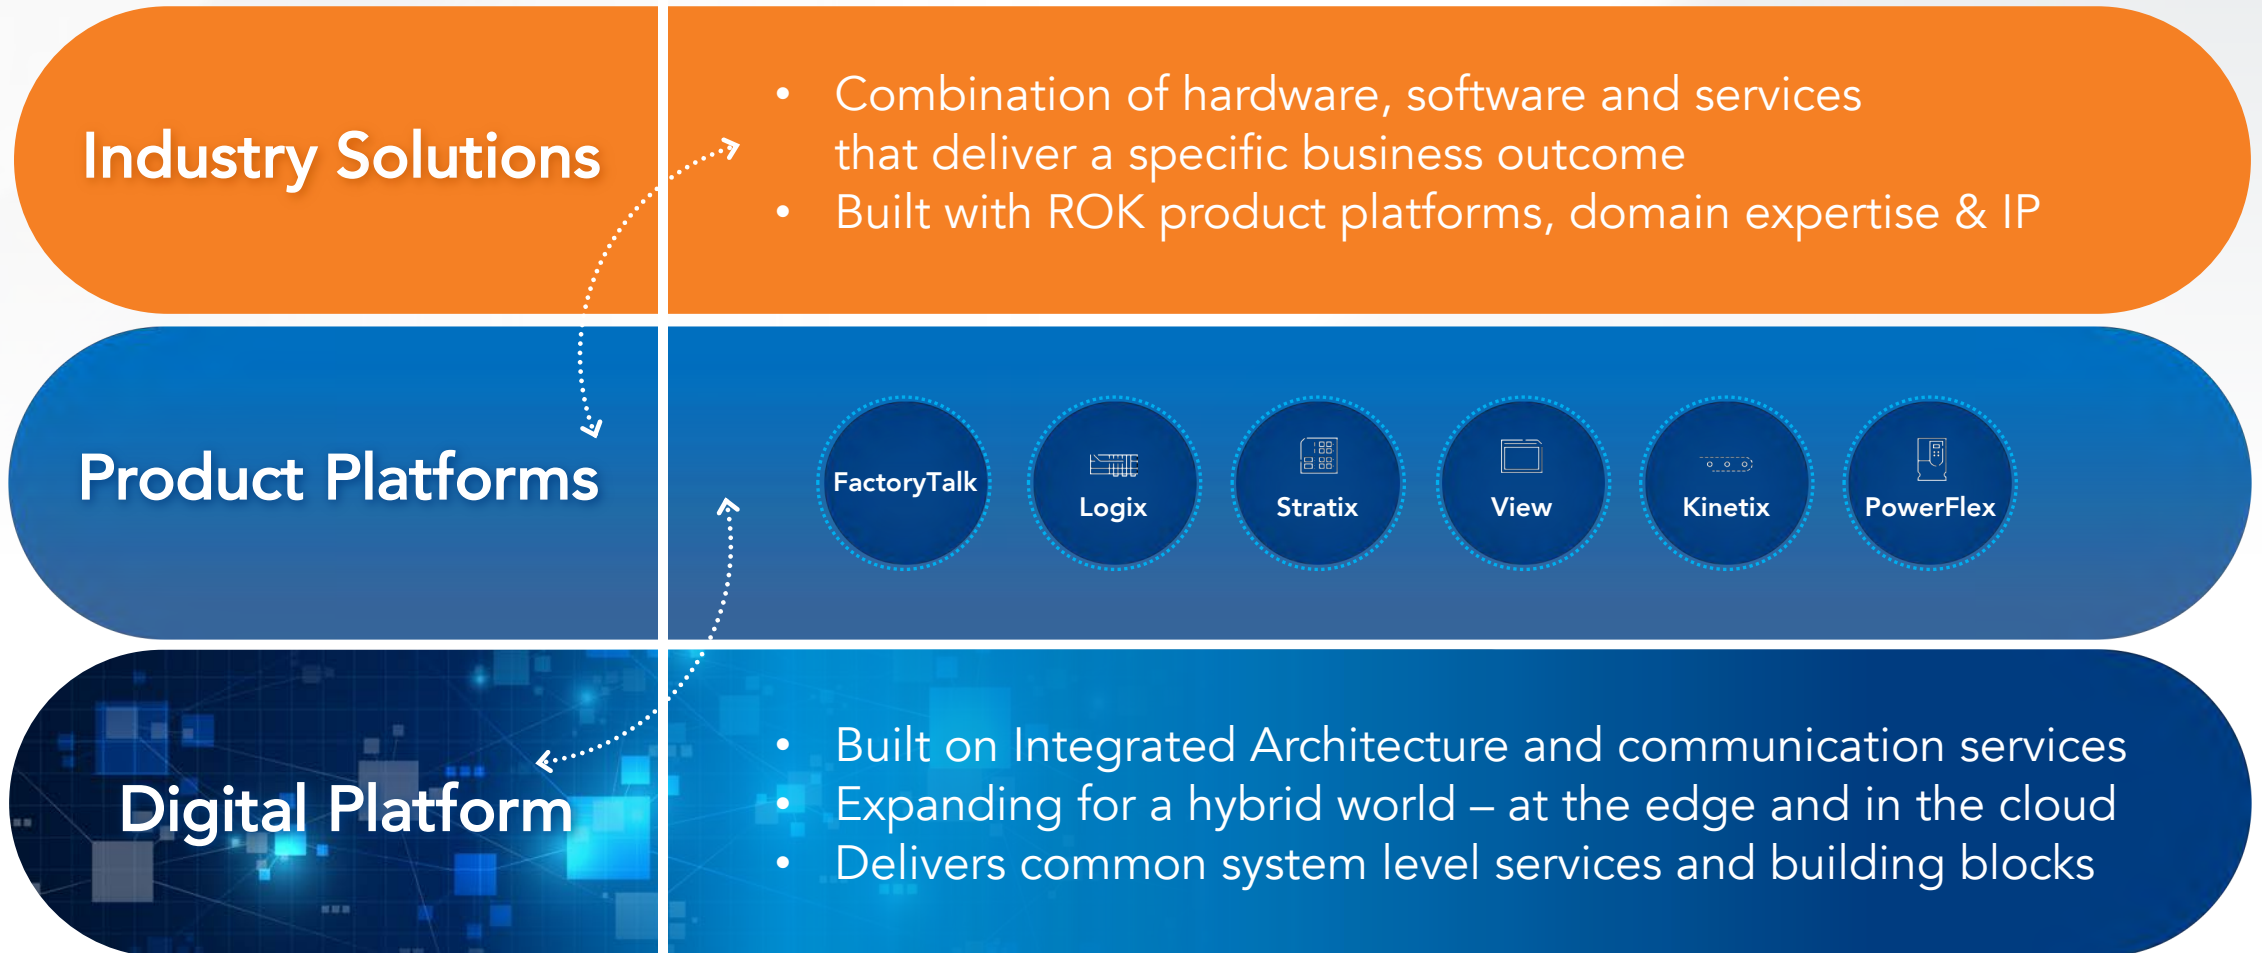 Industry Solutions
• Combination of hardware, software and services
that deliver a specific business outcome
• Built with ROK product platforms, domain expertise & IP
Product Platforms
FactoryTalk
Logix
Stratix
View
Kinetix
PowerFlex
Digital Platform
• Built on Integrated Architecture and communication services
• Expanding for a hybrid world – at the edge and in the cloud
• Delivers common system level services and building blocks